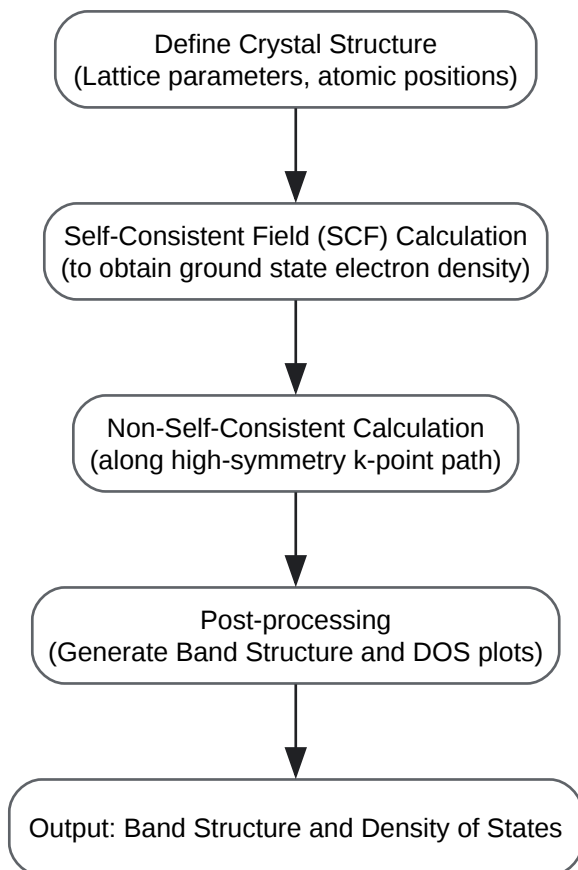 Define Crystal Structure
(Lattice parameters, atomic positions)
Self-Consistent Field (SCF) Calculation
(to obtain ground state electron density)
Non-Self-Consistent Calculation
(along high-symmetry k-point path)
Post-processing
(Generate Band Structure and DOS plots)
Output: Band Structure and Density of States